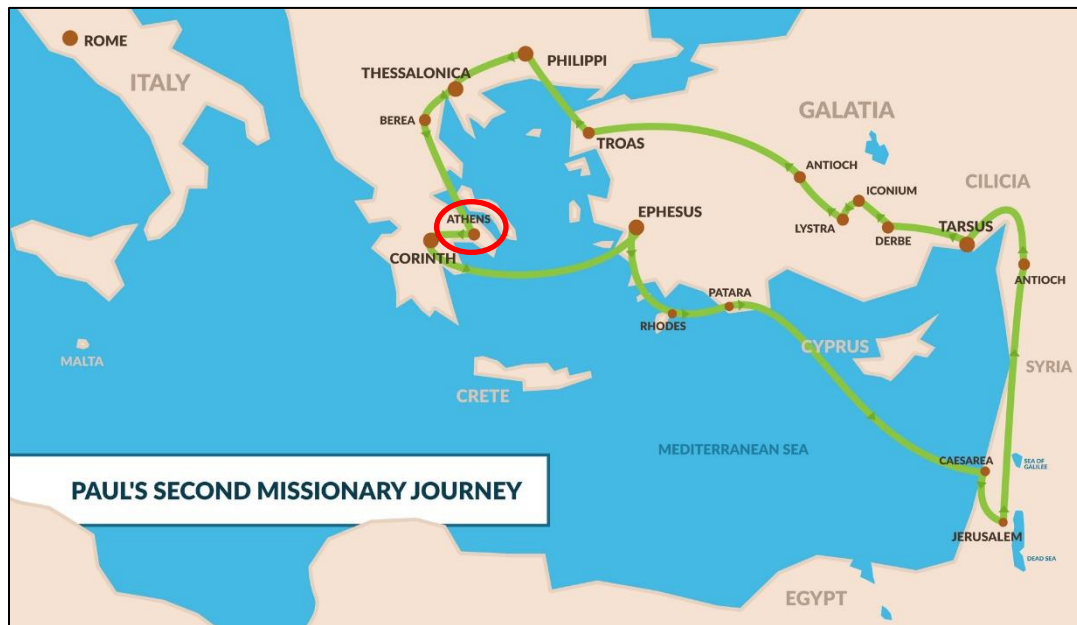 ROME
ITALY
PHILIPPI
THESSALONICA
BEREA
TROAS
GALATIA
ANTIOCH
ICONIUM
CILICIA
ATHENS
EPHESUS
LYSTRA
DERBE
TARSUS
CORINTH
ANTIOCH
PATARA
RHODES
CYPRUS
MALTA
SYRIA
CRETE
MEDITERRANEAN SEA
CAESAREA
SEA OF
GALILEE
PAUL'S SECOND MISSIONARY JOURNEY
JERUSALEM
DEAD SEA
EGYPT